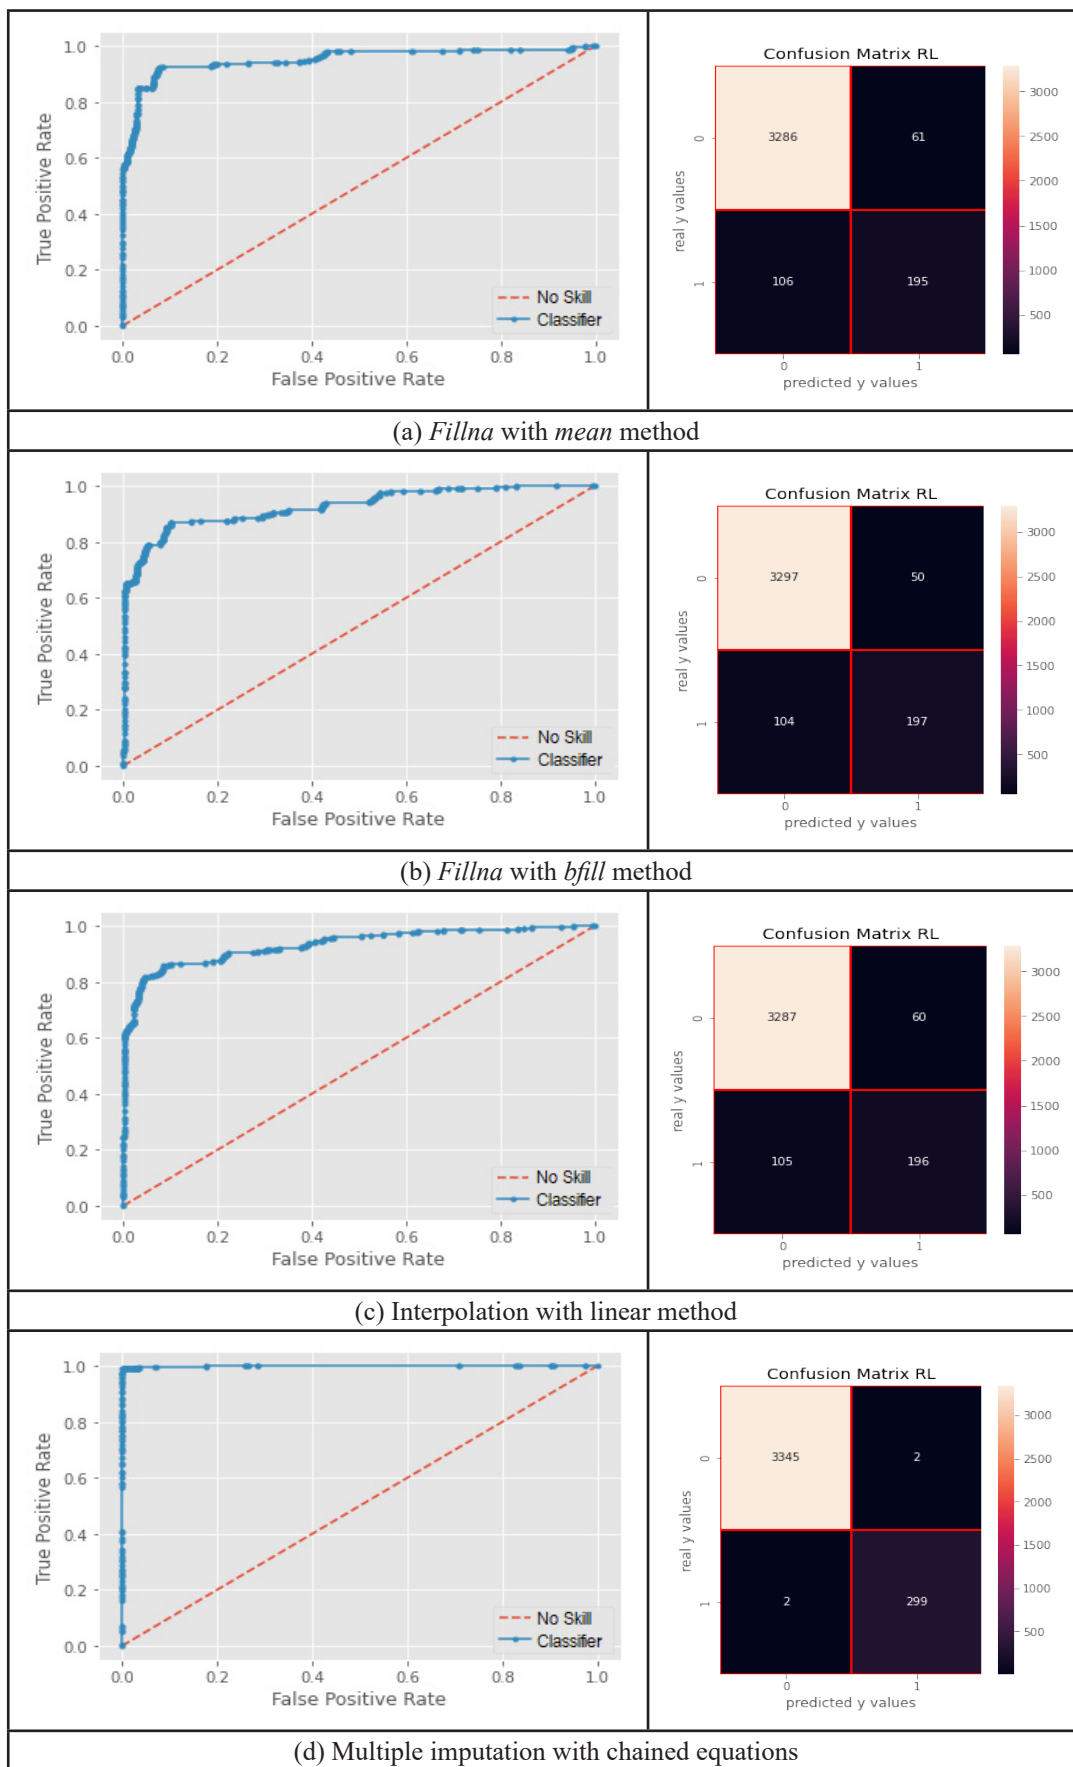 1.0
0.8
0.6
0.4
0.2
0.0
True Positive Rate
0.0 0.2 0.4 0.6 0.8 1.0
False Positive Rate
No Skill
Classifier
Confusion Matrix RL
0
1
real y values
3286 61
106 195
0 1
predicted y values
3000
2500
2000
1500
1000
500
(a) Fillna with mean method
1.0
0.8
0.6
0.4
0.2
0.0
True Positive Rate
0.0 0.2 0.4 0.6 0.8 1.0
False Positive Rate
No Skill
Classifier
Confusion Matrix RL
0
1
real y values
3297 50
104 197
0 1
predicted y values
3000
2500
2000
1500
1000
500
(b) Fillna with bfill method
1.0
0.8
0.6
0.4
0.2
0.0
True Positive Rate
0.0 0.2 0.4 0.6 0.8 1.0
False Positive Rate
No Skill
Classifier
Confusion Matrix RL
0
1
real y values
3287 60
105 196
0 1
predicted y values
3000
2500
2000
1500
1000
500
(c) Interpolation with linear method
1.0
0.8
0.6
0.4
0.2
0.0
True Positive Rate
0.0 0.2 0.4 0.6 0.8 1.0
False Positive Rate
No Skill
Classifier
Confusion Matrix RL
0
1
real y values
3345 2
2 299
0 1
predicted y values
3000
2500
2000
1500
1000
500
(d) Multiple imputation with chained equations